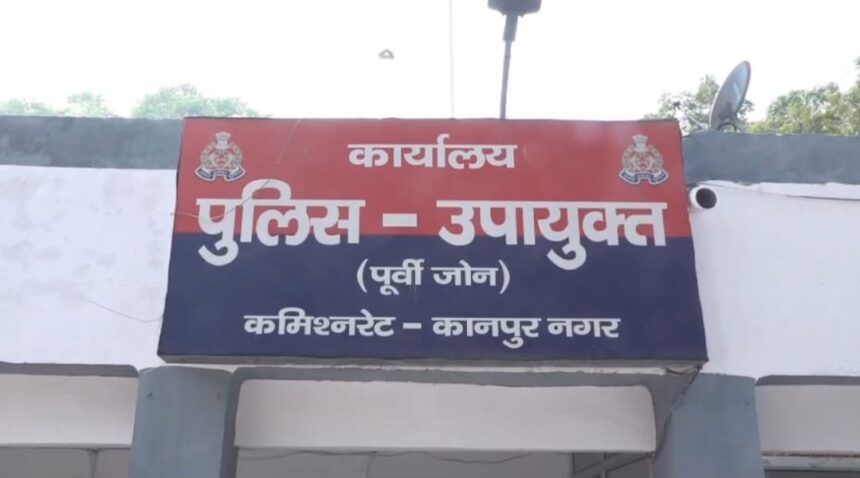 कार्यालय
पुलिस - उपायुक्त
(पूर्वी जोन)
कमिश्नरेट - कानपुर नगर